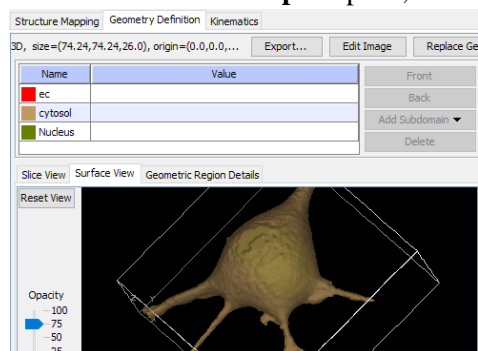 Structure Mapping Geometry Definition Kinematics
3D, size=(74.24,74.24,26.0), origin=(0.0,0.0,... Export... Edit Image Replace Ge
Name Value Front
ec
Back
cytosol
Add Subdomain
Nucleus
Delete
Slice View Surface View Geometric Region Details
Reset View
Opacity
100
75
50
25